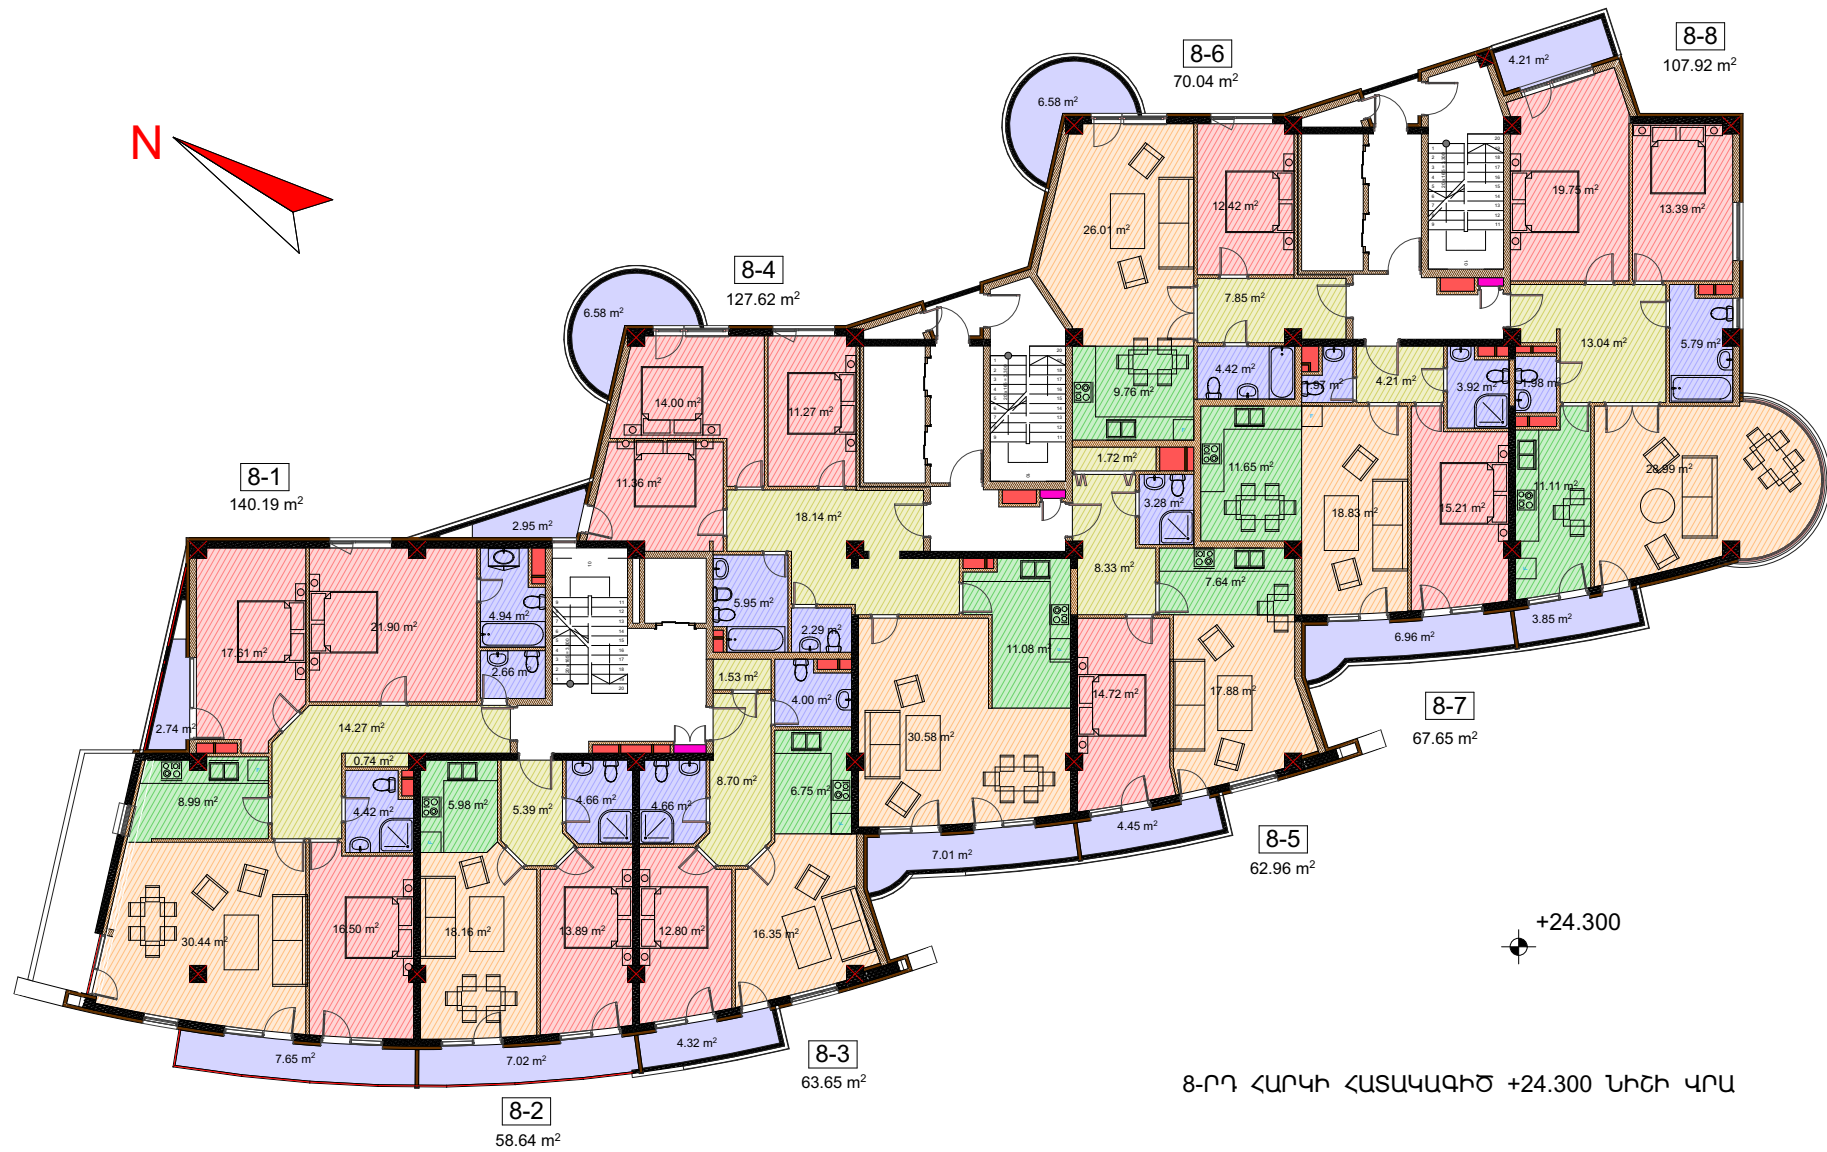 8-8
107.92 m²
8-6
70.04 m²
4.21 m²
6.58 m²
N
19.75 m²
13.39 m²
12.42 m²
26.01 m²
8-4
127.62 m²
7.85 m²
6.58 m²
13.04 m²
5.79 m²
4.42 m²
1.97 m²
4.21 m²
3.92 m²
1.98 m²
9.76 m²
14.00 m²
11.27 m²
1.72 m²
11.65 m²
28.99 m²
11.36 m²
11.11 m²
8-1
140.19 m²
3.28 m²
18.83 m²
15.21 m²
18.14 m²
2.95 m²
8.33 m²
7.64 m²
5.95 m²
4.94 m²
21.90 m²
17.61 m²
2.29 m²
11.08 m²
3.85 m²
6.96 m²
2.66 m²
1.53 m²
4.00 m²
14.72 m²
17.88 m²
8-7
67.65 m²
2.74 m²
14.27 m²
30.58 m²
0.74 m²
8.70 m²
8.99 m²
4.42 m²
5.98 m²
5.39 m²
4.66 m²
4.66 m²
6.75 m²
4.45 m²
7.01 m²
8-5
62.96 m²
30.44 m²
16.50 m²
18.16 m²
13.89 m²
12.80 m²
16.35 m²
+24.300
4.32 m²
7.65 m²
7.02 m²
8-3
63.65 m²
8-ՐԴ ՀԱՐԿԻ ՀԱՏԱԿԱԳԻԾ +24.300 ՆԻՇԻ ՎՐԱ
8-2
58.64 m²